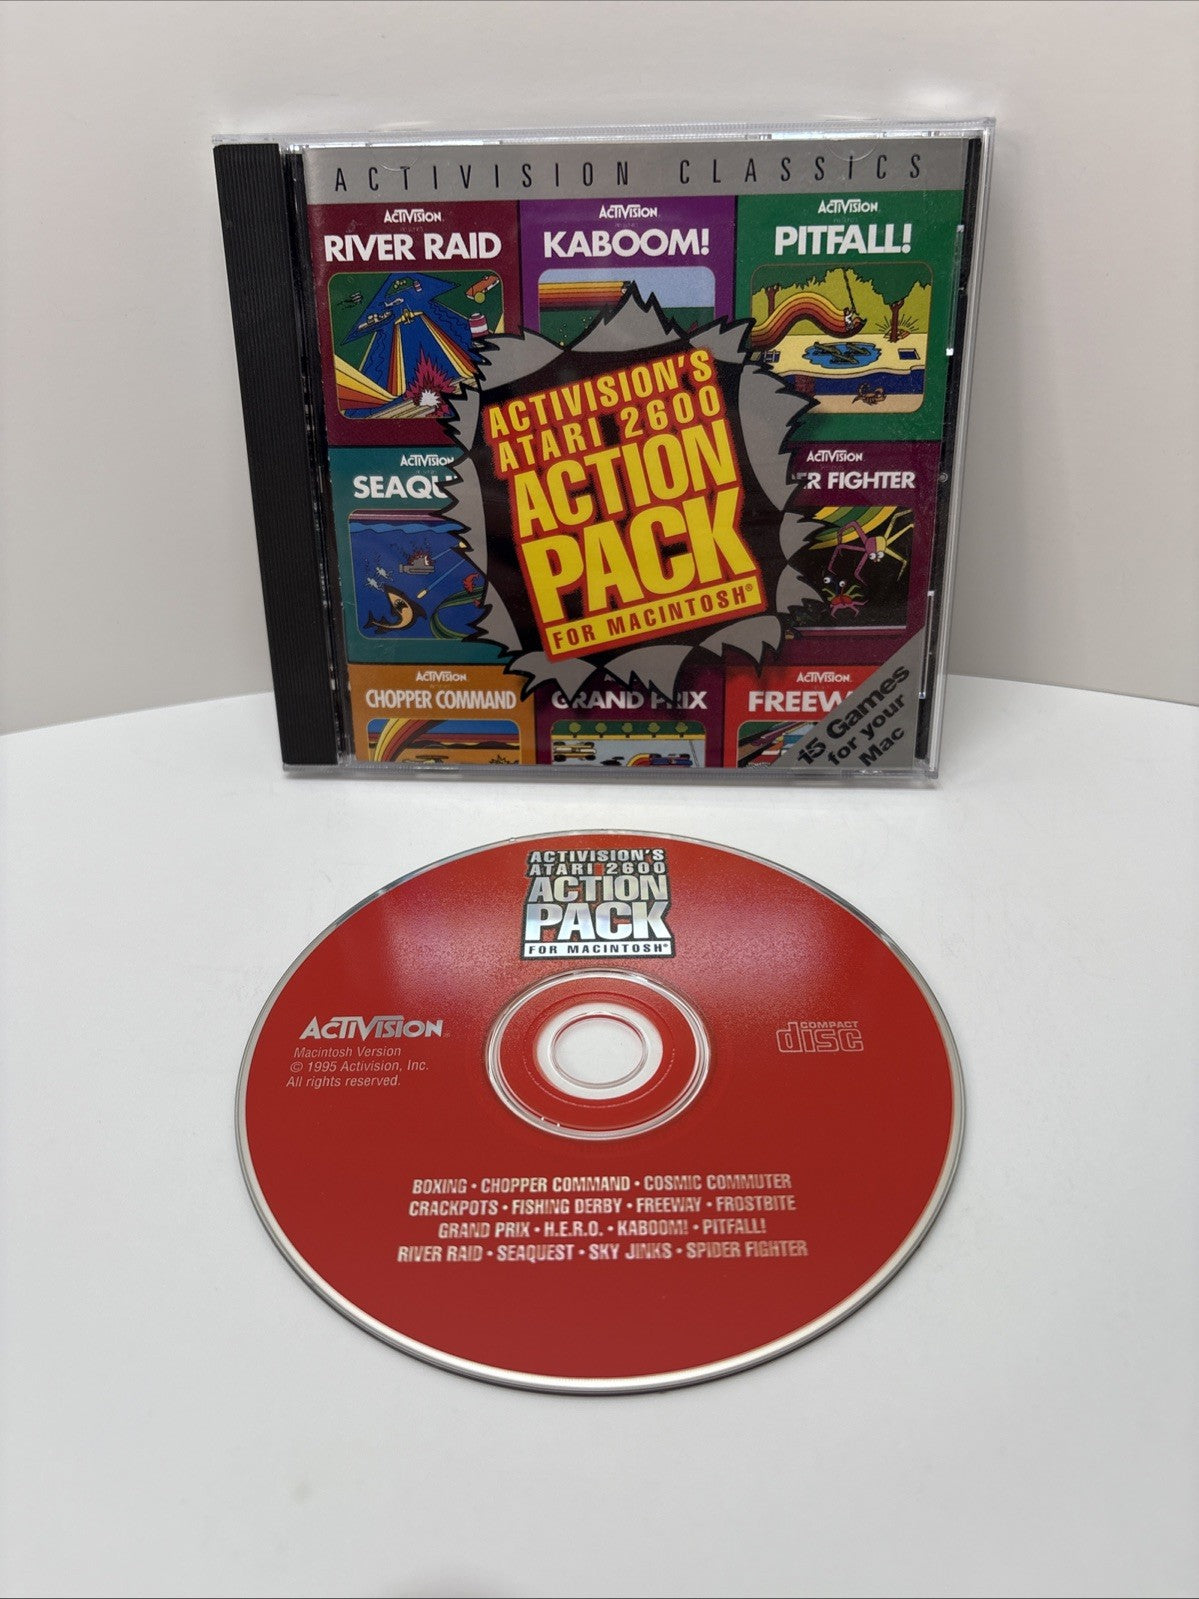 ACTIVISION CLASSICS
ACTIVISION
RIVER RAID
ACTIVISION
KABOOM!
ACTIVISION
PITFALL!
ACTIVISION'S
ATARI 2600
ACTION
PACK
FOR MACINTOSH®
ACTIVISION
SEAQU
ACTIVISION
R FIGHTER
ACTIVISION
CHOPPER COMMAND
GRAND PRIX
ACTIVISION
FREEW
15 Games
for your
Mac
ACTIVISION'S
ATARI 2600
ACTION
PACK
FOR MACINTOSH®
ACTIVISION
Macintosh Version
© 1995 Activision, Inc.
All rights reserved.
COMPACT
disc
BOXING • CHOPPER COMMAND • COSMIC COMMUTER
CRACKPOTS • FISHING DERBY • FREEWAY • FROSTBITE
GRAND PRIX • H.E.R.O. • KABOOM! • PITFALL!
RIVER RAID • SEAQUEST • SKY JINKS • SPIDER FIGHTER